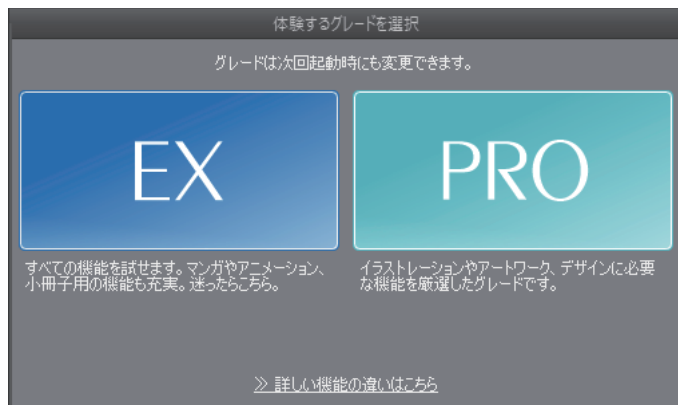 体験するグレードを選択
グレードは次回起動時にも変更できます。
EX
PRO
すべての機能を試せます。マンガやアニメーション、
小冊子用の機能も充実。迷ったらこちら。
イラストレーションやアートワーク、デザインに必要
な機能を厳選したグレードです。
≫ 詳しい機能の違いはこちら